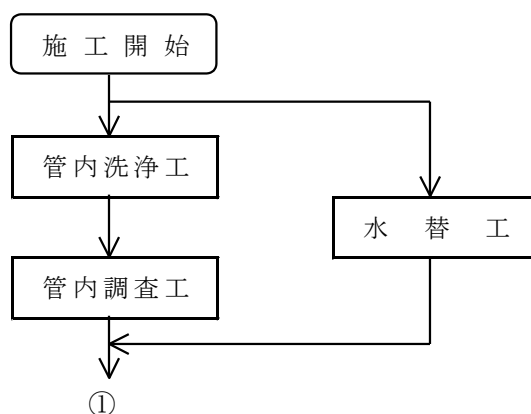 施工開始
管内洗浄工
水替工
管内調査工
①